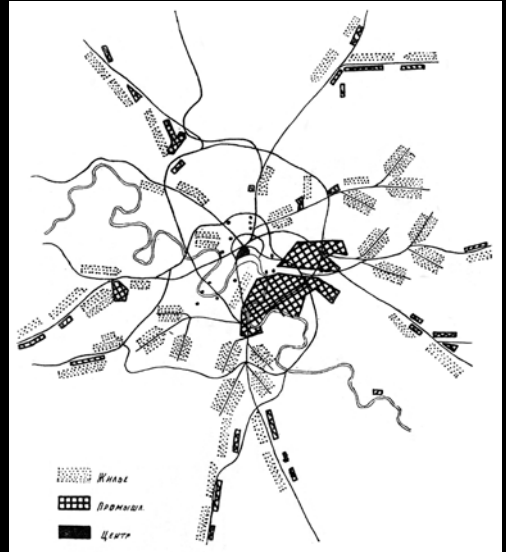 Жилье
Промышл.
Центр